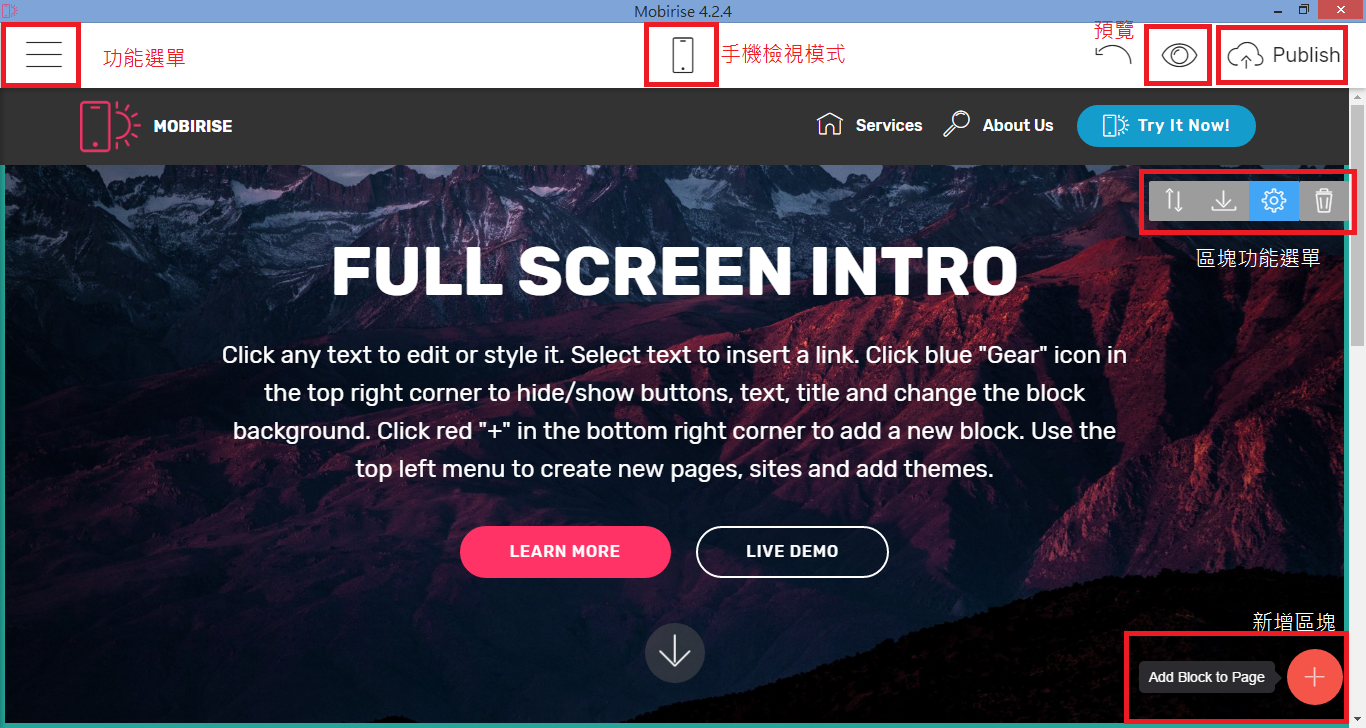 Mobirise 4.2.4
功能選單
手機檢視模式
預覽
Publish
MOBIRISE
Services
About Us
Try It Now!
區塊功能選單
FULL SCREEN INTRO
Click any text to edit or style it. Select text to insert a link. Click blue "Gear" icon in
the top right corner to hide/show buttons, text, title and change the block
background. Click red "+" in the bottom right corner to add a new block. Use the
top left menu to create new pages, sites and add themes.
LEARN MORE
LIVE DEMO
新增區塊
Add Block to Page